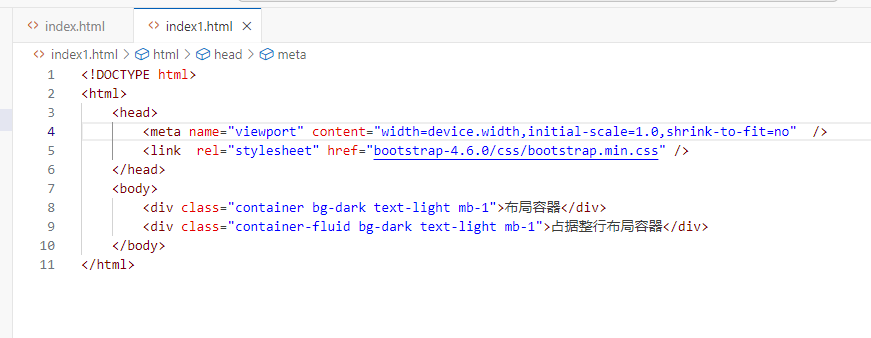 index.html index1.html
index1.html > html > head > meta
1 <!DOCTYPE html>
2 <html>
3 <head>
4 <meta name="viewport" content="width=device.width,initial-scale=1.0,shrink-to-fit=no"  />
5 <link  rel="stylesheet" href="bootstrap-4.6.0/css/bootstrap.min.css" />
6 </head>
7 <body>
8 <div class="container bg-dark text-light mb-1">布局容器</div>
9 <div class="container-fluid bg-dark text-light mb-1">占据整行布局容器</div>
10 </body>
11 </html>